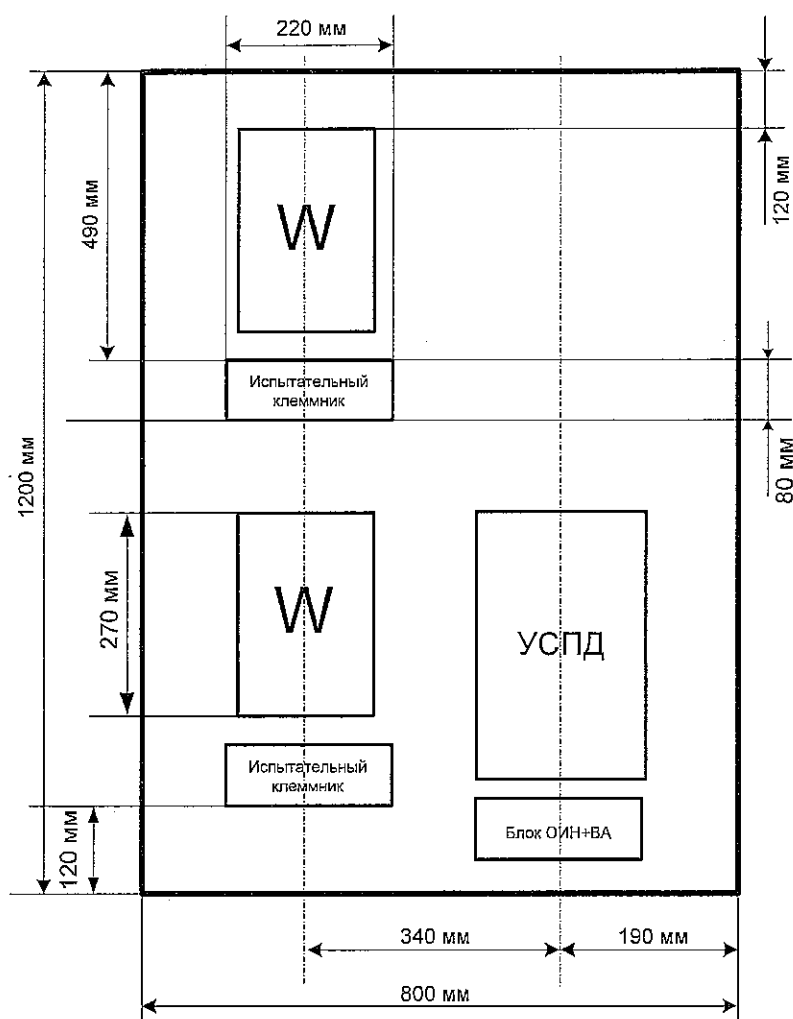 220 мм
120 мм
490 мм
W
Испытательный
клеммник
80 мм
1200 мм
270 мм
W
УСПД
Испытательный
клеммник
Блок ОИН+ВА
120 мм
340 мм
190 мм
800 мм